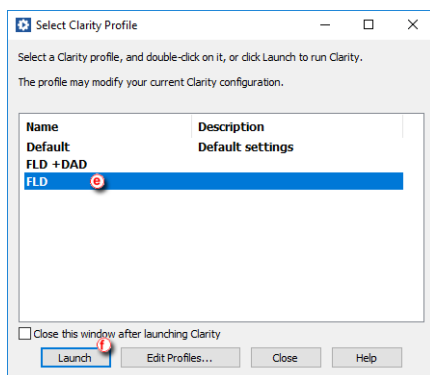 Select Clarity Profile
Select a Clarity profile, and double-click on it, or click Launch to run Clarity.
The profile may modify your current Clarity configuration.
Name Description
Default Default settings
FLD +DAD
FLD e
Close this window after launching Clarity
f
Launch Edit Profiles... Close Help